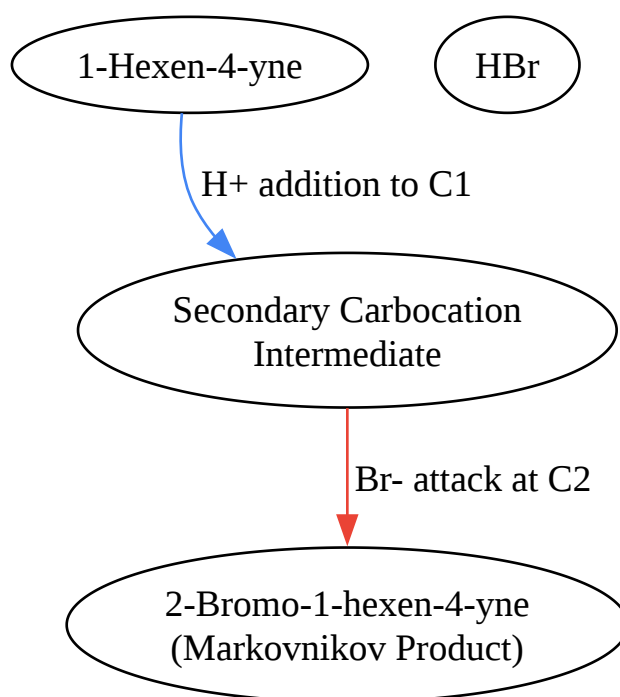 1-Hexen-4-yne
HBr
H+ addition to C1
Secondary Carbocation
Intermediate
Br- attack at C2
2-Bromo-1-hexen-4-yne
(Markovnikov Product)